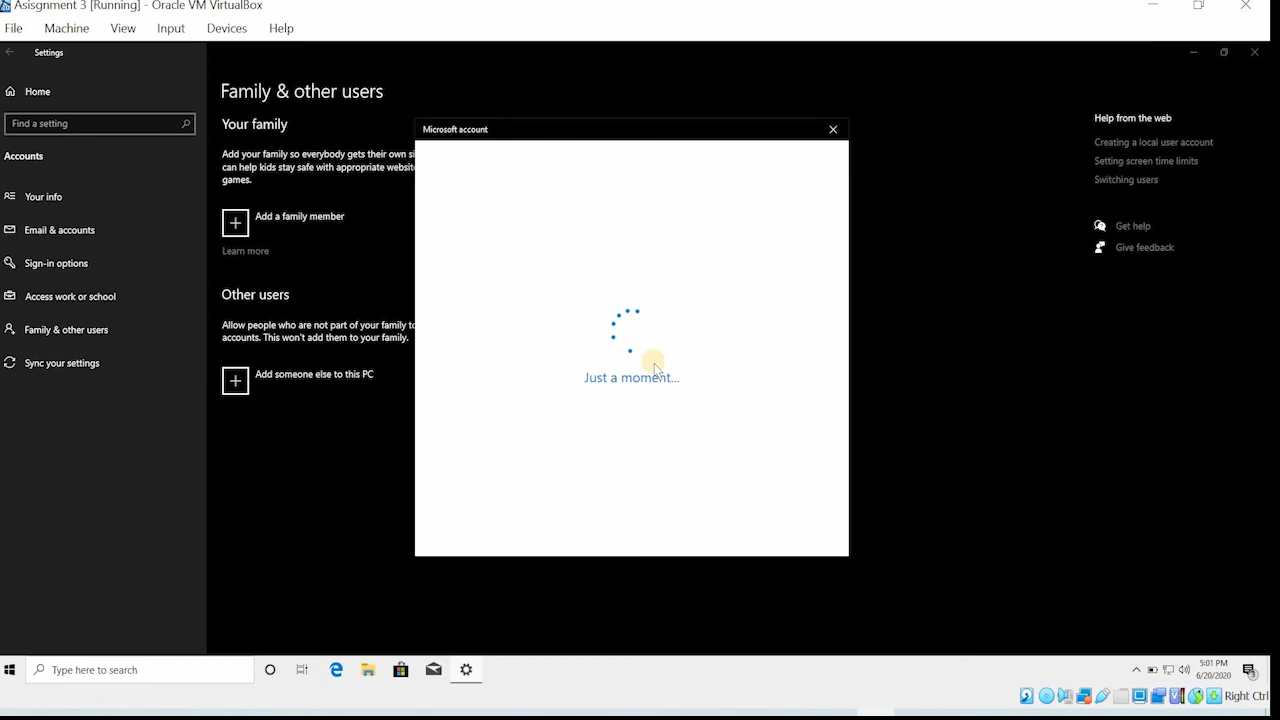 Asisgnment 3 [Running] - Oracle VM VirtualBox
File Machine View Input Devices Help
Settings
Home
Find a setting
Accounts
Your info
Email & accounts
Sign-in options
Access work or school
Family & other users
Sync your settings
Family & other users
Your family
Add your family so everybody gets their own si
can help kids stay safe with appropriate website
games.
Add a family member
Learn more
Other users
Allow people who are not part of your family to
accounts. This won't add them to your family.
Add someone else to this PC
Microsoft account
Just a moment...
Help from the web
Creating a local user account
Setting screen time limits
Switching users
Get help
Give feedback
Type here to search
5:01 PM
6/20/2020
Right Ctrl